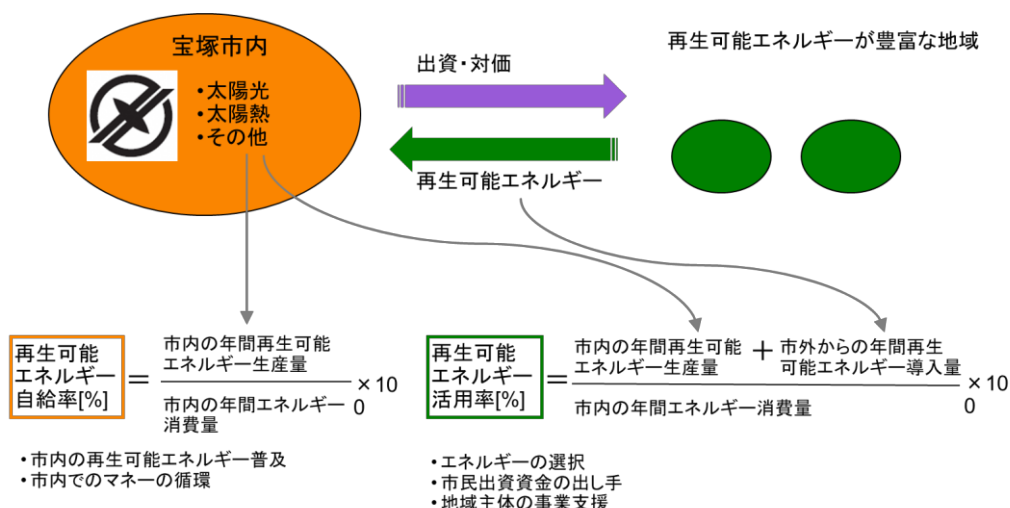 宝塚市内
・太陽光
・太陽熱
・その他
出資・対価
再生可能エネルギー
再生可能エネルギーが豊富な地域
再生可能
エネルギー
自給率[%]
=
市内の年間再生可能
エネルギー生産量
市内の年間エネルギー
消費量
×10
0
・市内の再生可能エネルギー普及
・市内でのマネーの循環
再生可能
エネルギー
活用率[%]
=
市内の年間再生可能
エネルギー生産量
+
市外からの年間再生
可能エネルギー導入量
市内の年間エネルギー消費量
×10
0
・エネルギーの選択
・市民出資資金の出し手
・地域主体の事業支援